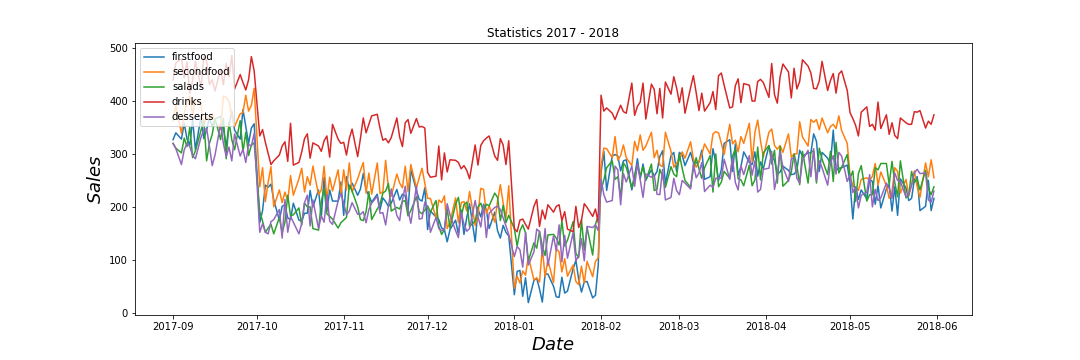 Statistics 2017 - 2018
500
400
300
200
100
0
Sales
firstfood
secondfood
salads
drinks
desserts
2017-09 2017-10 2017-11 2017-12 2018-01 2018-02 2018-03 2018-04 2018-05 2018-06
Date